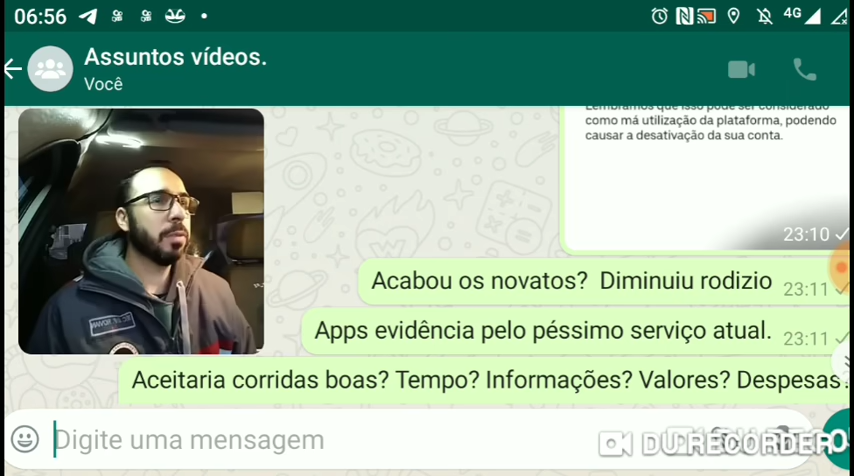 06:56
4G
Assuntos vídeos.
Você
Lembramos que isso pode ser considerado
como má utilização da plataforma, podendo
causar a desativação da sua conta.
23:10
Acabou os novatos? Diminuiu rodizio
23:11
Apps evidência pelo péssimo serviço atual.
23:11
Aceitaria corridas boas? Tempo? Informações? Valores? Despesas?
Digite uma mensagem
DU RECORDER